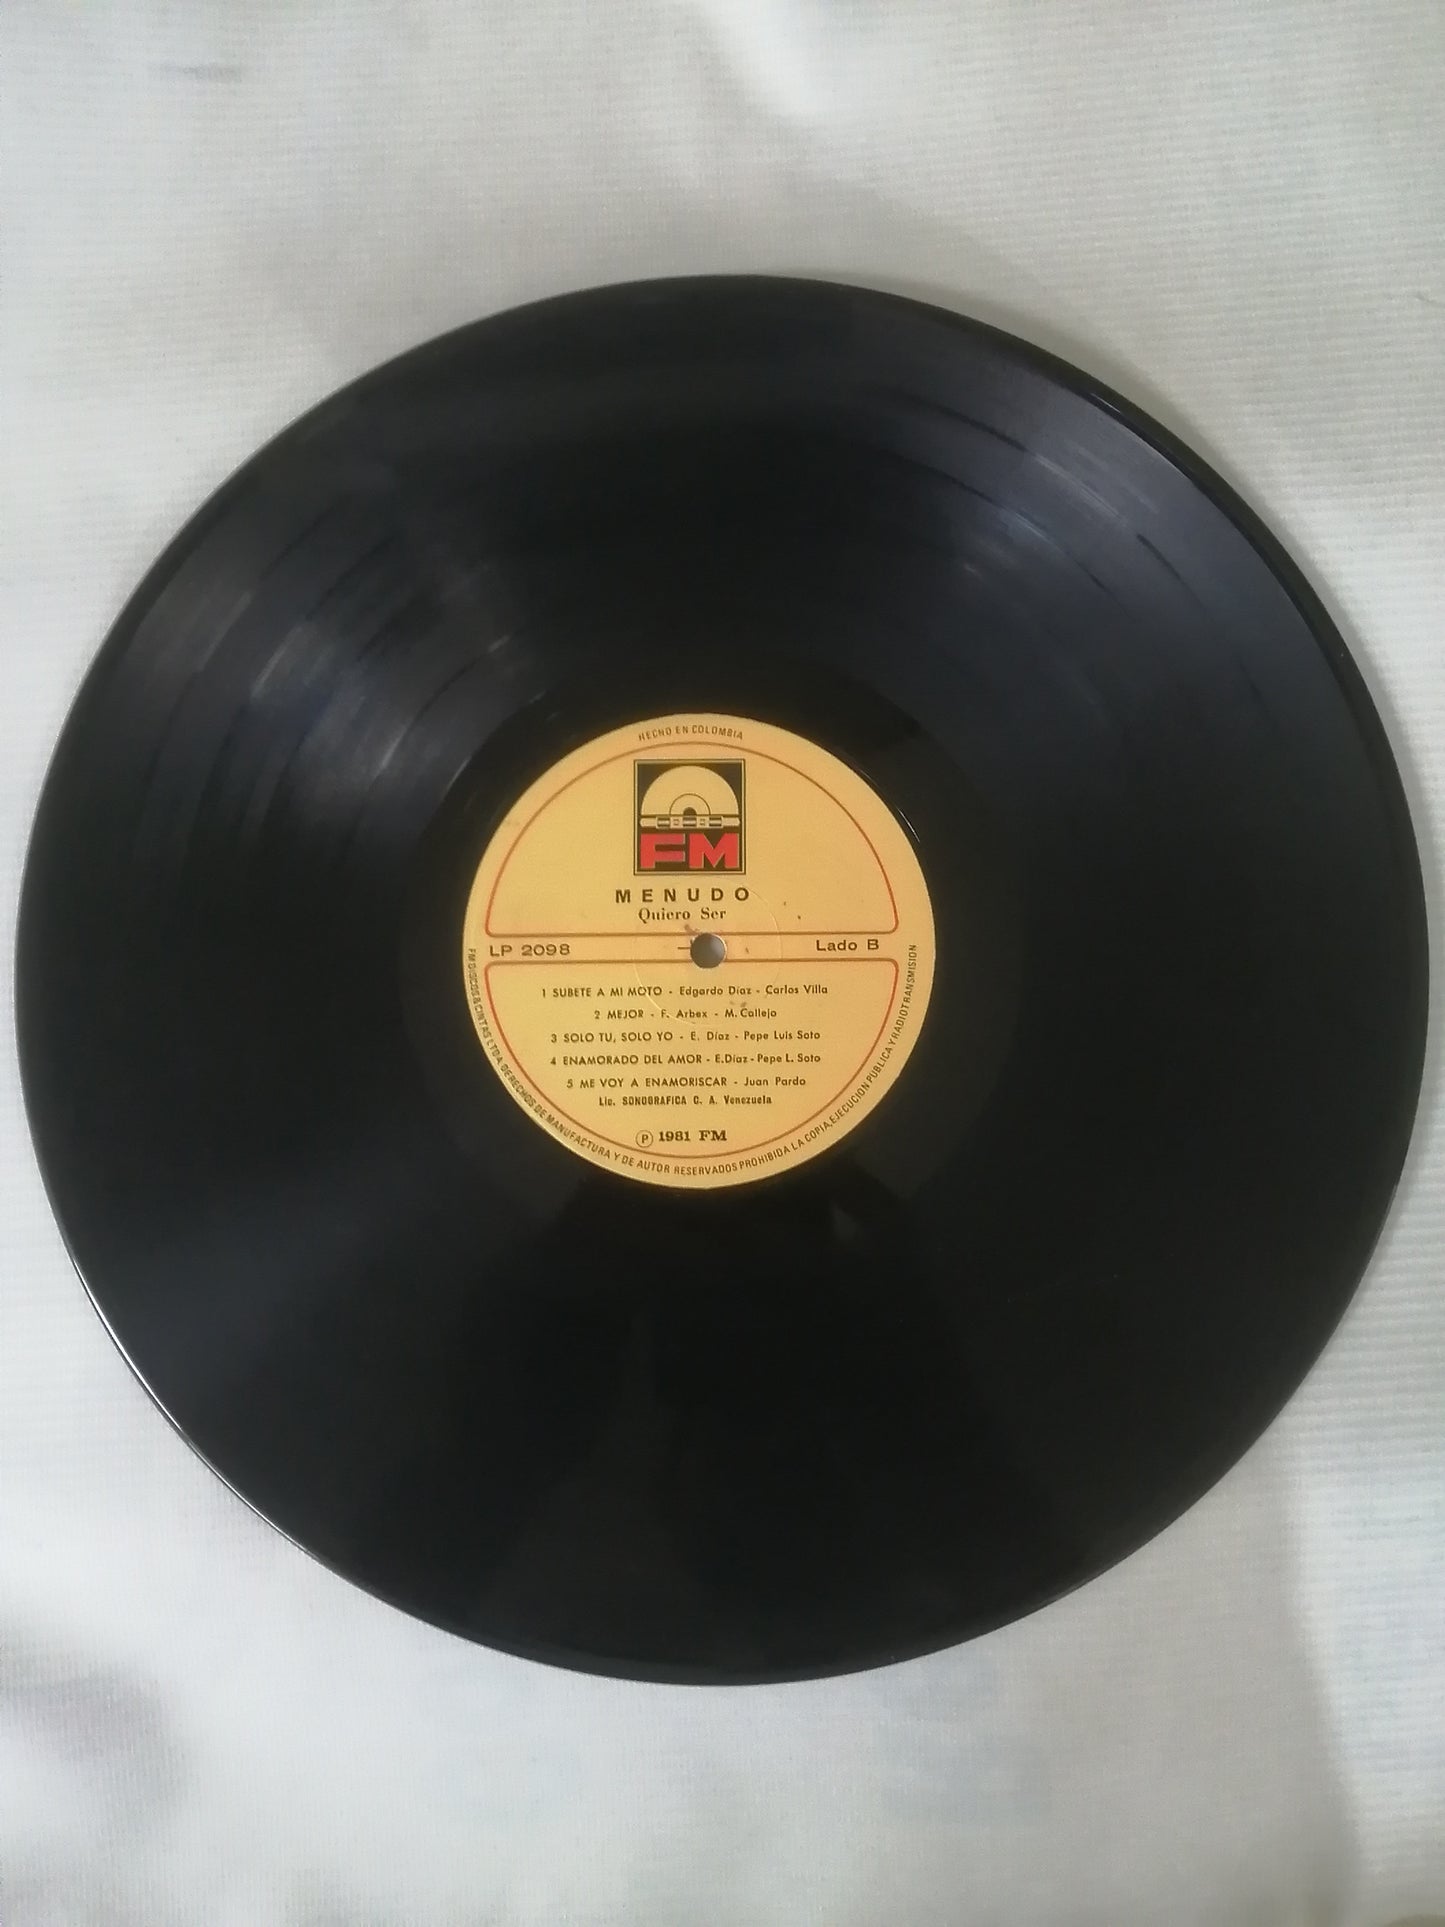 HECHO EN COLOMBIA
FM
MENUDO
Quiero Ser
LP 2098
Lado B
1 SUBETE A MI MOTO - Edgardo Díaz - Carlos Villa
2 MEJOR - F. Arbex - M. Callejo
3 SOLO TU, SOLO YO - E. Díaz - Pepe Luis Soto
4 ENAMORADO DEL AMOR - E. Díaz - Pepe L. Soto
5 ME VOY A ENAMORISCAR - Juan Pardo
Lic. SONOGRAFICA C. A. Venezuela
Ⓟ 1981 FM
FM DISCOS & CINTAS LTDA. DERECHOS DE MANUFACTURA Y DE AUTOR RESERVADOS PROHIBIDA LA COPIA, EJECUCION PUBLICA Y RADIOTRANSMISION